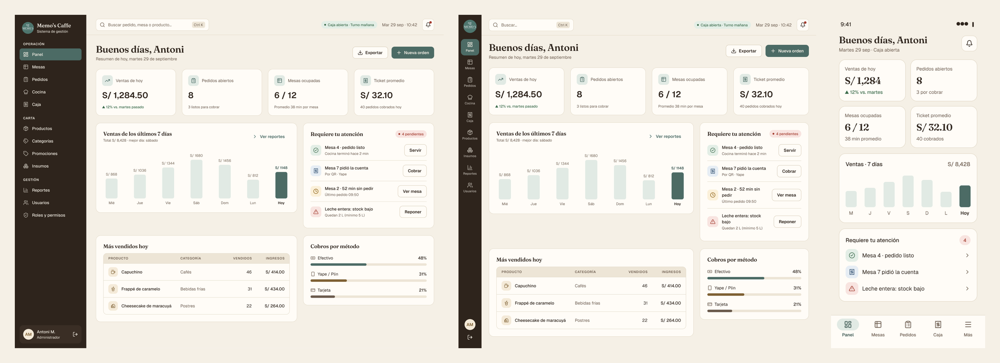 MEMO'S
Memo's Caffe
Sistema de gestión
OPERACIÓN
Panel
Mesas
Pedidos
Cocina
Caja
CARTA
Productos
Categorías
Promociones
Insumos
GESTIÓN
Reportes
Usuarios
Roles y permisos
AM
Antoni M.
Administrador
Buscar pedido, mesa o producto...
Ctrl K
Caja abierta · Turno mañana
Mar 29 sep · 10:42
Buenos días, Antoni
Resumen de hoy, martes 29 de septiembre
Exportar
Nueva orden
Ventas de hoy
S/ 1,284.50
▲ 12% vs. martes pasado
Pedidos abiertos
8
3 listos para cobrar
Mesas ocupadas
6 / 12
Promedio 38 min por mesa
Ticket promedio
S/ 32.10
40 pedidos cobrados hoy
Ventas de los últimos 7 días
Total S/ 8,428 · mejor día: sábado
Ver reportes
S/ 868
S/ 1036
S/ 1344
S/ 1680
S/ 1456
S/ 812
S/ 1148
Mié
Jue
Vie
Sáb
Dom
Lun
Hoy
Requiere tu atención
4 pendientes
Mesa 4 · pedido listo
Cocina terminó hace 2 min
Servir
Mesa 7 pidió la cuenta
Por QR · Yape
Cobrar
Mesa 2 · 52 min sin pedir
Último pedido 09:50
Ver mesa
Leche entera: stock bajo
Quedan 2 L (mínimo 5 L)
Reponer
Más vendidos hoy
PRODUCTO CATEGORÍA VENDIDOS INGRESOS
Capuchino Cafés 46 S/ 414.00
Frappé de caramelo Bebidas frías 31 S/ 434.00
Cheesecake de maracuyá Postres 22 S/ 264.00
Cobros por método
Efectivo 48%
Yape / Plin 31%
Tarjeta 21%
MEMO'S
Panel
Mesas
Pedidos
Cocina
Caja
Productos
Insumos
Reportes
Usuarios
AM
Buscar...
Ctrl K
Caja abierta · Turno mañana
Mar 29 sep · 10:42
Buenos días, Antoni
Resumen de hoy, martes 29 de septiembre
Exportar
Nueva orden
Ventas de hoy
S/ 1,284.50
▲ 12% vs. martes pasado
Pedidos abiertos
8
3 listos para cobrar
Mesas ocupadas
6 / 12
Promedio 38 min por mesa
Ticket promedio
S/ 32.10
40 pedidos cobrados hoy
Ventas de los últimos 7 días
Total S/ 8,428 · mejor día: sábado
Ver reportes
S/ 868
S/ 1036
S/ 1344
S/ 1680
S/ 1456
S/ 812
S/ 1148
Mié
Jue
Vie
Sáb
Dom
Lun
Hoy
Requiere tu atención
4 pendientes
Mesa 4 · pedido listo
Cocina terminó hace 2 min
Servir
Mesa 7 pidió la cuenta
Por QR · Yape
Cobrar
Mesa 2 · 52 min sin
pedir
Último pedido 09:50
Ver mesa
Leche entera: stock
bajo
Quedan 2 L (mínimo 5 L)
Reponer
Más vendidos hoy
PRODUCTO CATEGORÍA VENDIDOS INGRESOS
Capuchino Cafés 46 S/ 414.00
Frappé de caramelo Bebidas frías 31 S/ 434.00
Cheesecake de maracuyá Postres 22 S/ 264.00
Cobros por método
Efectivo 48%
Yape / Plin 31%
Tarjeta 21%
9:41
Buenos días, Antoni
Martes 29 sep · Caja abierta
Ventas de hoy
S/ 1,284
▲ 12% vs. martes
Pedidos abiertos
8
3 por cobrar
Mesas ocupadas
6 / 12
38 min promedio
Ticket promedio
S/ 32.10
40 cobrados
Ventas · 7 días
S/ 8,428
M
J
V
S
D
L
Hoy
Requiere tu atención
4
Mesa 4 · pedido listo
Mesa 7 pidió la cuenta
Leche entera: stock bajo
Panel
Mesas
Pedidos
Caja
Más